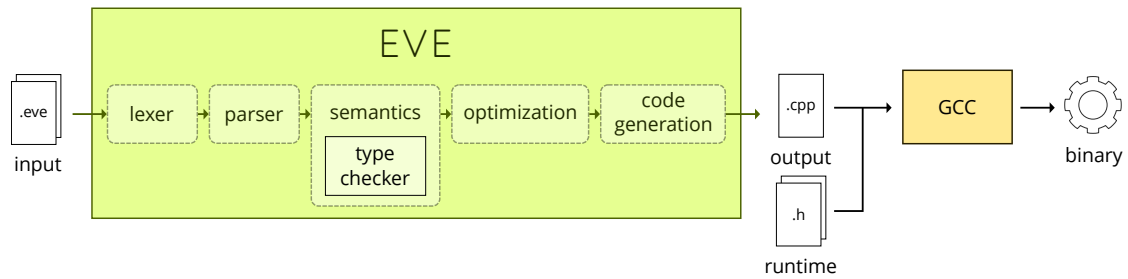 EVE
.eve
input
lexer
parser
semantics
type
checker
optimization
code
generation
.cpp
output
.h
runtime
GCC
binary